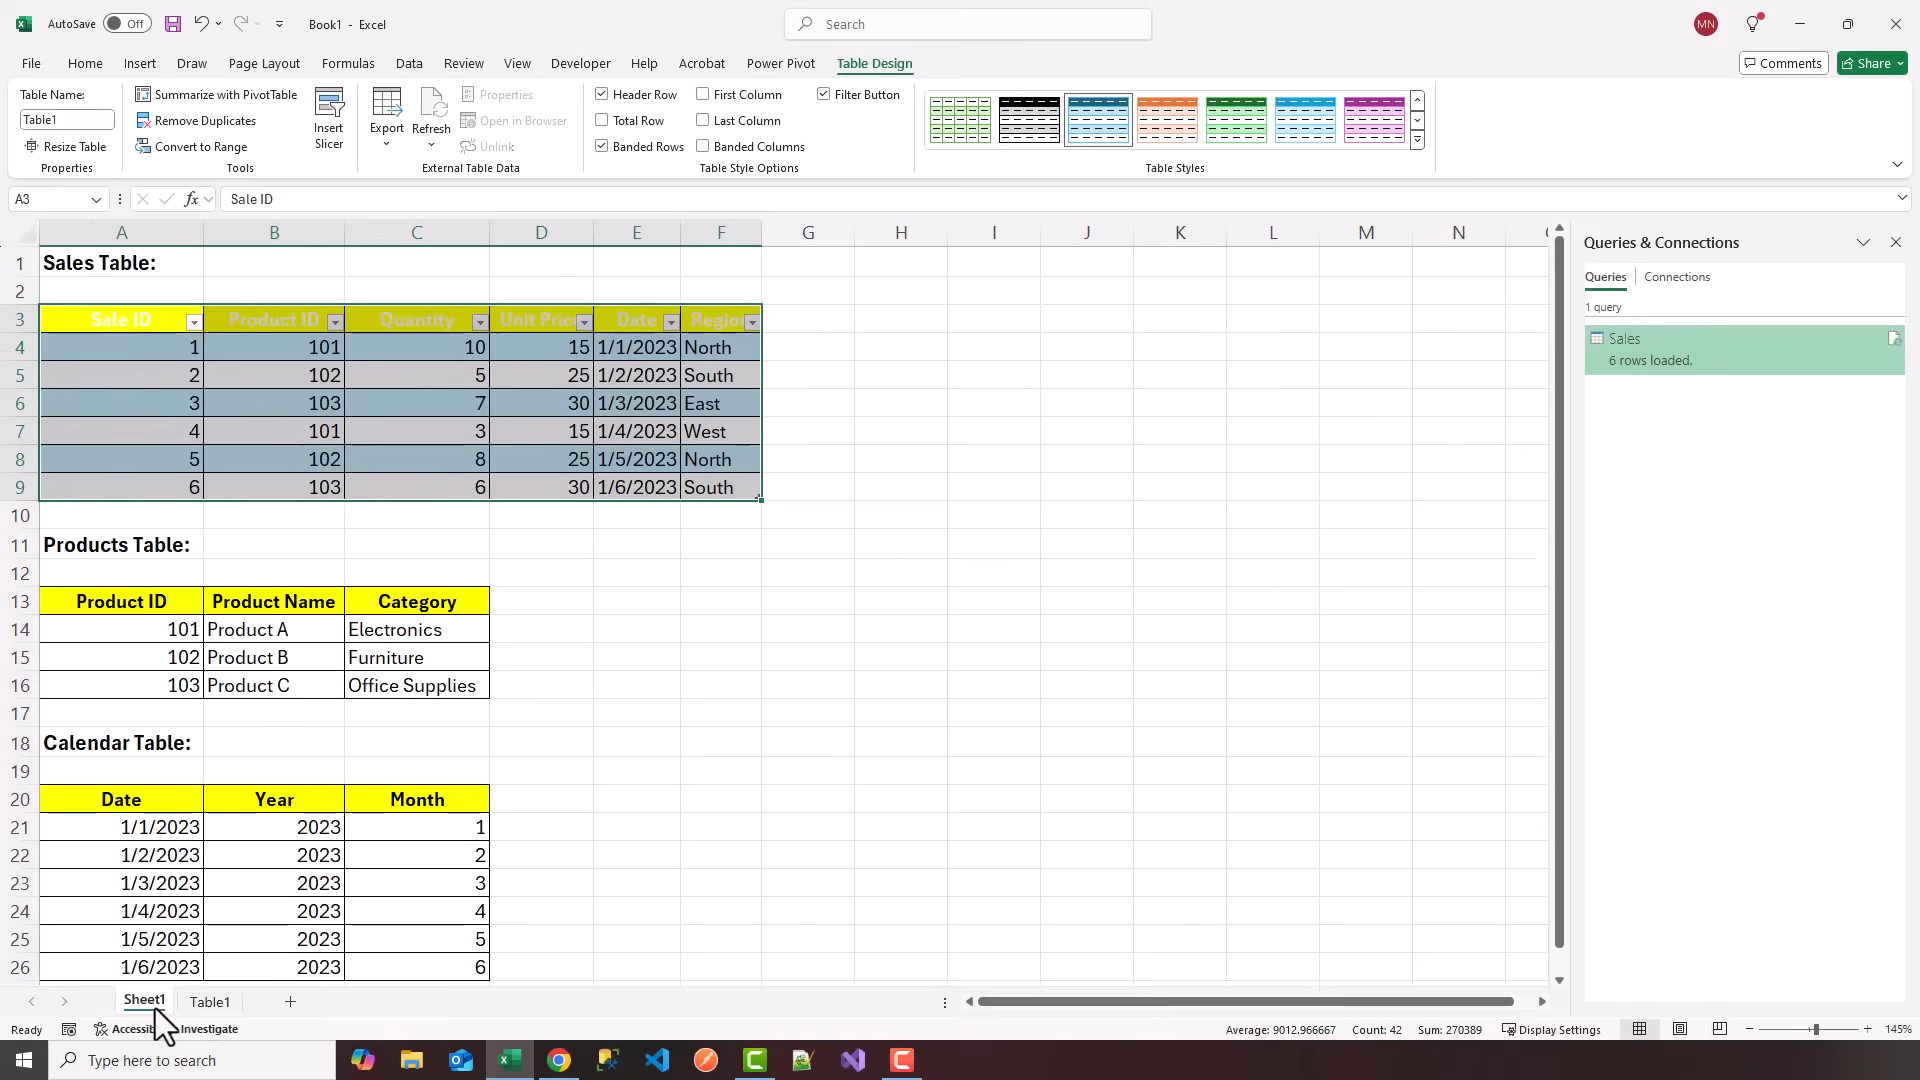 AutoSave Off Book1 - Excel Search MN
File Home Insert Draw Page Layout Formulas Data Review View Developer Help Acrobat Power Pivot Table Design Comments Share
Table Name: Summarize with PivotTable Properties Header Row First Column Filter Button
Table1 Remove Duplicates Insert Slicer Export Refresh Open in Browser Total Row Last Column
Resize Table Convert to Range Unlink Banded Rows Banded Columns
Properties Tools External Table Data Table Style Options Table Styles
A3 fx Sale ID
A B C D E F G H I J K L M N
1 Sales Table:
2
3 Sale ID Product ID Quantity Unit Pric Date Regio
4 1 101 10 15 1/1/2023 North
5 2 102 5 25 1/2/2023 South
6 3 103 7 30 1/3/2023 East
7 4 101 3 15 1/4/2023 West
8 5 102 8 25 1/5/2023 North
9 6 103 6 30 1/6/2023 South
10
11 Products Table:
12
13 Product ID Product Name Category
14 101 Product A Electronics
15 102 Product B Furniture
16 103 Product C Office Supplies
17
18 Calendar Table:
19
20 Date Year Month
21 1/1/2023 2023 1
22 1/2/2023 2023 2
23 1/3/2023 2023 3
24 1/4/2023 2023 4
25 1/5/2023 2023 5
26 1/6/2023 2023 6
Queries & Connections
Queries Connections
1 query
Sales
6 rows loaded.
Sheet1 Table1
Ready Accessib Investigate Average: 9012.966667 Count: 42 Sum: 270389 Display Settings 145%
Type here to search